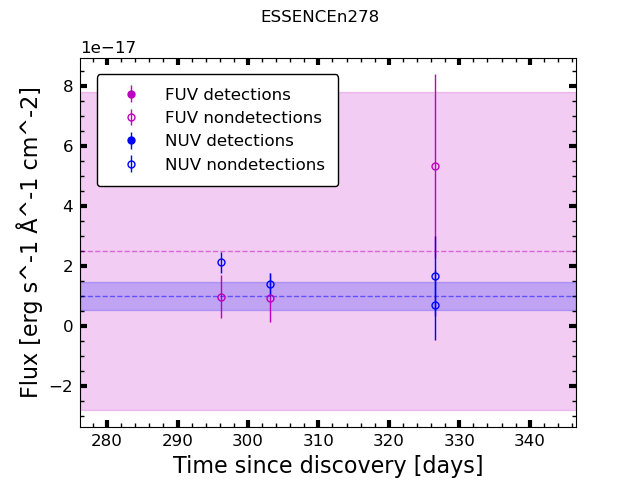 ESSENCEn278
1e−17
FUV detections
FUV nondetections
NUV detections
NUV nondetections
8
6
4
2
0
−2
Flux [erg s^-1 Å^-1 cm^-2]
280 290 300 310 320 330 340
Time since discovery [days]